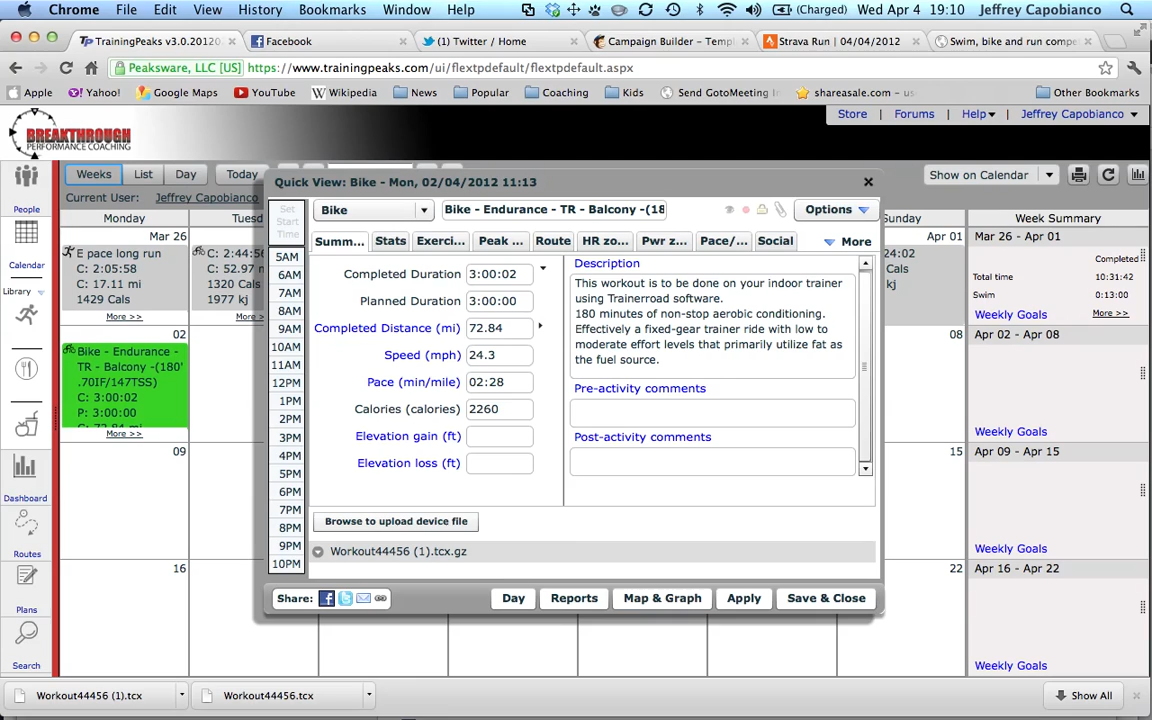 Chrome File Edit View History Bookmarks Window Help (Charged) Wed Apr 4 19:10 Jeffrey Capobianco
TrainingPeaks v3.0.20120 Facebook (1) Twitter / Home Campaign Builder - Templ Strava Run | 04/04/2012 Swim, bike and run compe
Peaksware, LLC [US] https://www.trainingpeaks.com/ui/flextpdefault/flextpdefault.aspx
Apple Yahoo! Google Maps YouTube Wikipedia News Popular Coaching Kids Send GotoMeeting shareasale.com - us Other Bookmarks
BREAKTHROUGH
PERFORMANCE COACHING
Store Forums Help Jeffrey Capobianco
Weeks List Day Today Show on Calendar
Current User: Jeffrey Capobianco
Monday Tuesd Sunday Week Summary
People
Calendar
Library
Dashboard
Routes
Plans
Search
Mar 26
E pace long run
C: 2:05:58
C: 17.11 mi
1429 Cals
More >>
C: 2:44:56
C: 52.97 m
1320 Cals
1977 kj
More
02
Bike - Endurance -
TR - Balcony -(180'
.70IF/147TSS)
C: 3:00:02
P: 3:00:00
C: 72.84 mi
More >>
09
16
Quick View: Bike - Mon, 02/04/2012 11:13
Set
Start
Time
Bike Bike - Endurance - TR - Balcony -(18 Options
Summ... Stats Exerci... Peak ... Route HR zo... Pwr z... Pace/... Social More
5AM
6AM
7AM
8AM
9AM
10AM
11AM
12PM
1PM
2PM
3PM
4PM
5PM
6PM
7PM
8PM
9PM
10PM
Completed Duration 3:00:02
Planned Duration 3:00:00
Completed Distance (mi) 72.84
Speed (mph) 24.3
Pace (min/mile) 02:28
Calories (calories) 2260
Elevation gain (ft)
Elevation loss (ft)
Description
This workout is to be done on your indoor trainer
using Trainerroad software.
180 minutes of non-stop aerobic conditioning.
Effectively a fixed-gear trainer ride with low to
moderate effort levels that primarily utilize fat as
the fuel source.
Pre-activity comments
Post-activity comments
Browse to upload device file
Workout44456 (1).tcx.gz
Share: Day Reports Map & Graph Apply Save & Close
Apr 01
24:02
kj
08
15
22
Mar 26 - Apr 01
Completed
Total time 10:31:42
Swim 0:13:00
Weekly Goals More >>
Apr 02 - Apr 08
Weekly Goals
Apr 09 - Apr 15
Weekly Goals
Apr 16 - Apr 22
Weekly Goals
Workout44456 (1).tcx Workout44456.tcx Show All